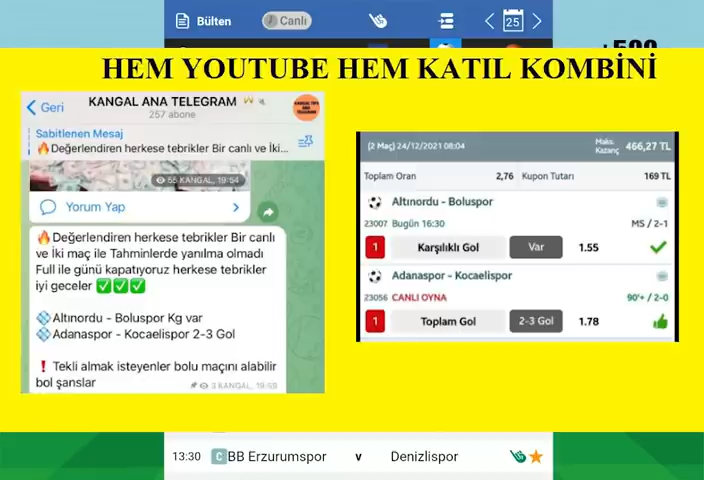 Bülten
Canlı
25
HEM YOUTUBE HEM KATIL KOMBİNİ
Geri
KANGAL ANA TELEGRAM
257 abone
Sabitlenen Mesaj
🔥Değerlendiren herkese tebrikler Bir canlı ve İki...
55 KANGAL, 19:54
Yorum Yap
🔥Değerlendiren herkese tebrikler Bir canlı
ve İki maç ile Tahminlerde yanılma olmadı
Full ile günü kapatıyoruz herkese tebrikler
iyi geceler ✅✅✅
💠Altınordu - Boluspor Kg var
💠Adanaspor - Kocaelispor 2-3 Gol
❗ Tekli almak isteyenler bolu maçını alabilir
bol şanslar
3 KANGAL, 19:59
(2 Maç) 24/12/2021 08:04
Maks. Kazanç 466,27 TL
Toplam Oran 2,76 Kupon Tutarı 169 TL
Altınordu - Boluspor
23007 Bugün 16:30 MS / 2-1
1 Karşılıklı Gol Var 1.55
Adanaspor - Kocaelispor
23056 CANLI OYNA 90'+ / 2-0
1 Toplam Gol 2-3 Gol 1.78
13:30 C BB Erzurumspor v Denizlispor